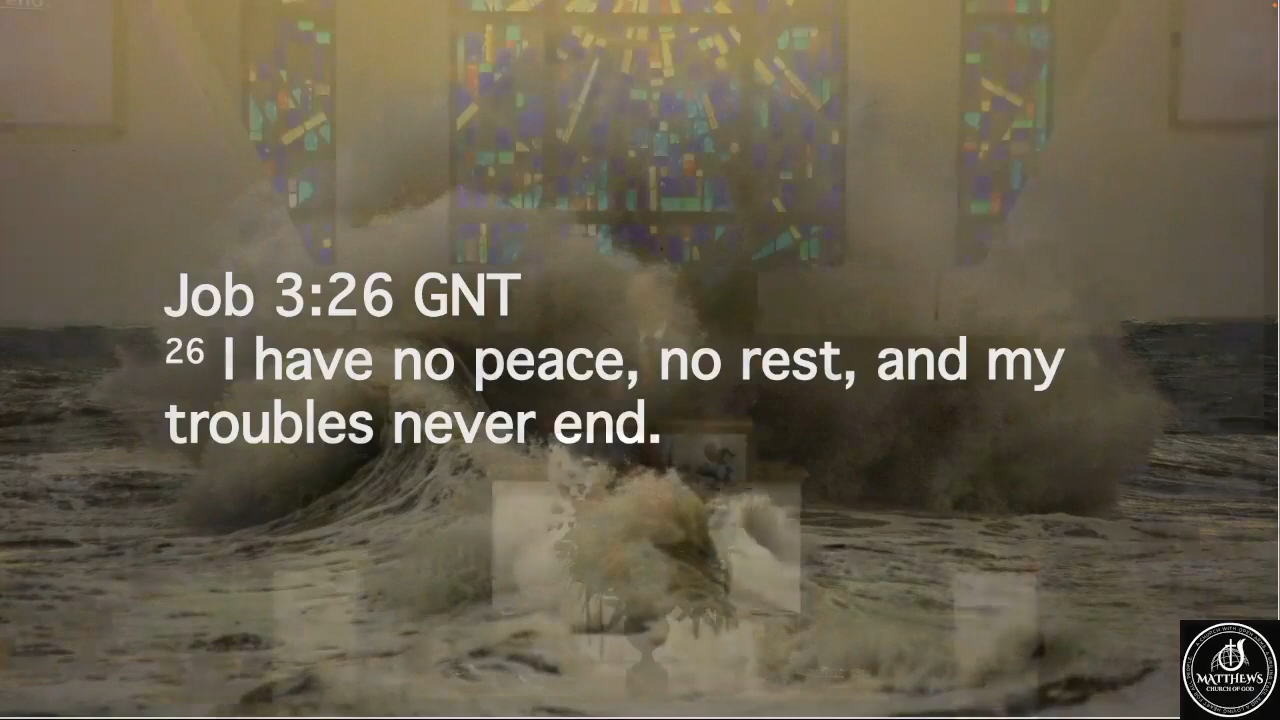 end.
Job 3:26 GNT
26 I have no peace, no rest, and my
troubles never end.
MATTHEWS
CHURCH OF GOD